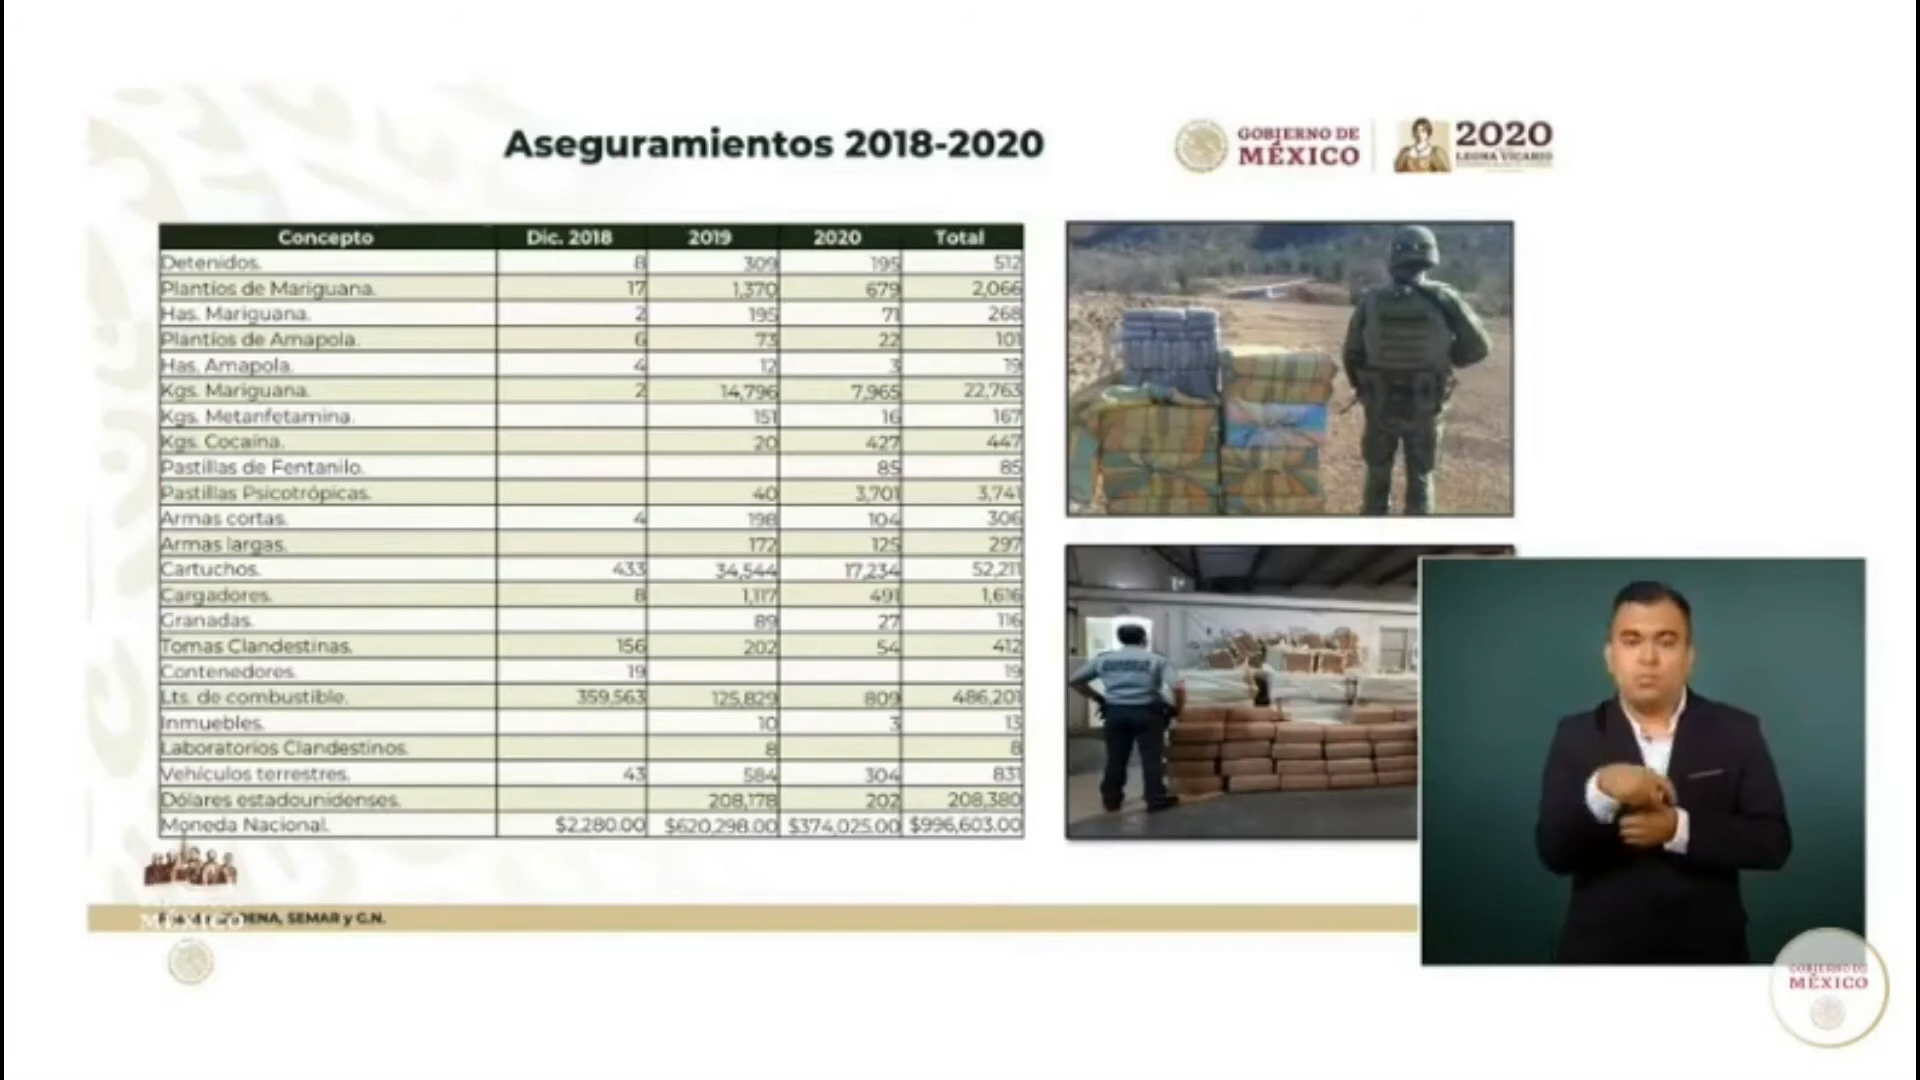 Aseguramientos 2018-2020
GOBIERNO DE
MÉXICO
2020
LEONA VICARIO
Concepto Dic. 2018 2019 2020 Total
Detenidos. 8 309 195 512
Plantíos de Mariguana. 17 1,370 679 2,066
Has. Mariguana. 2 195 71 268
Plantíos de Amapola. 6 73 22 101
Has. Amapola. 4 12 3 19
Kgs. Mariguana. 2 14,796 7,965 22,763
Kgs. Metanfetamina. 151 16 167
Kgs. Cocaína. 20 427 447
Pastillas de Fentanilo. 85 85
Pastillas Psicotrópicas. 40 3,701 3,741
Armas cortas. 4 198 104 306
Armas largas. 172 125 297
Cartuchos. 433 34,544 17,234 52,211
Cargadores. 8 1,117 491 1,616
Granadas. 89 27 116
Tomas Clandestinas. 156 202 54 412
Contenedores. 19 19
Lts. de combustible. 359,563 125,829 809 486,201
Inmuebles. 10 3 13
Laboratorios Clandestinos. 8 8
Vehículos terrestres. 43 584 304 831
Dólares estadounidenses. 208,178 202 208,380
Moneda Nacional. $2,280.00 $620,298.00 $374,025.00 $996,603.00
SEMAR y G.N.
MÉXICO
GOBIERNO DE
MÉXICO